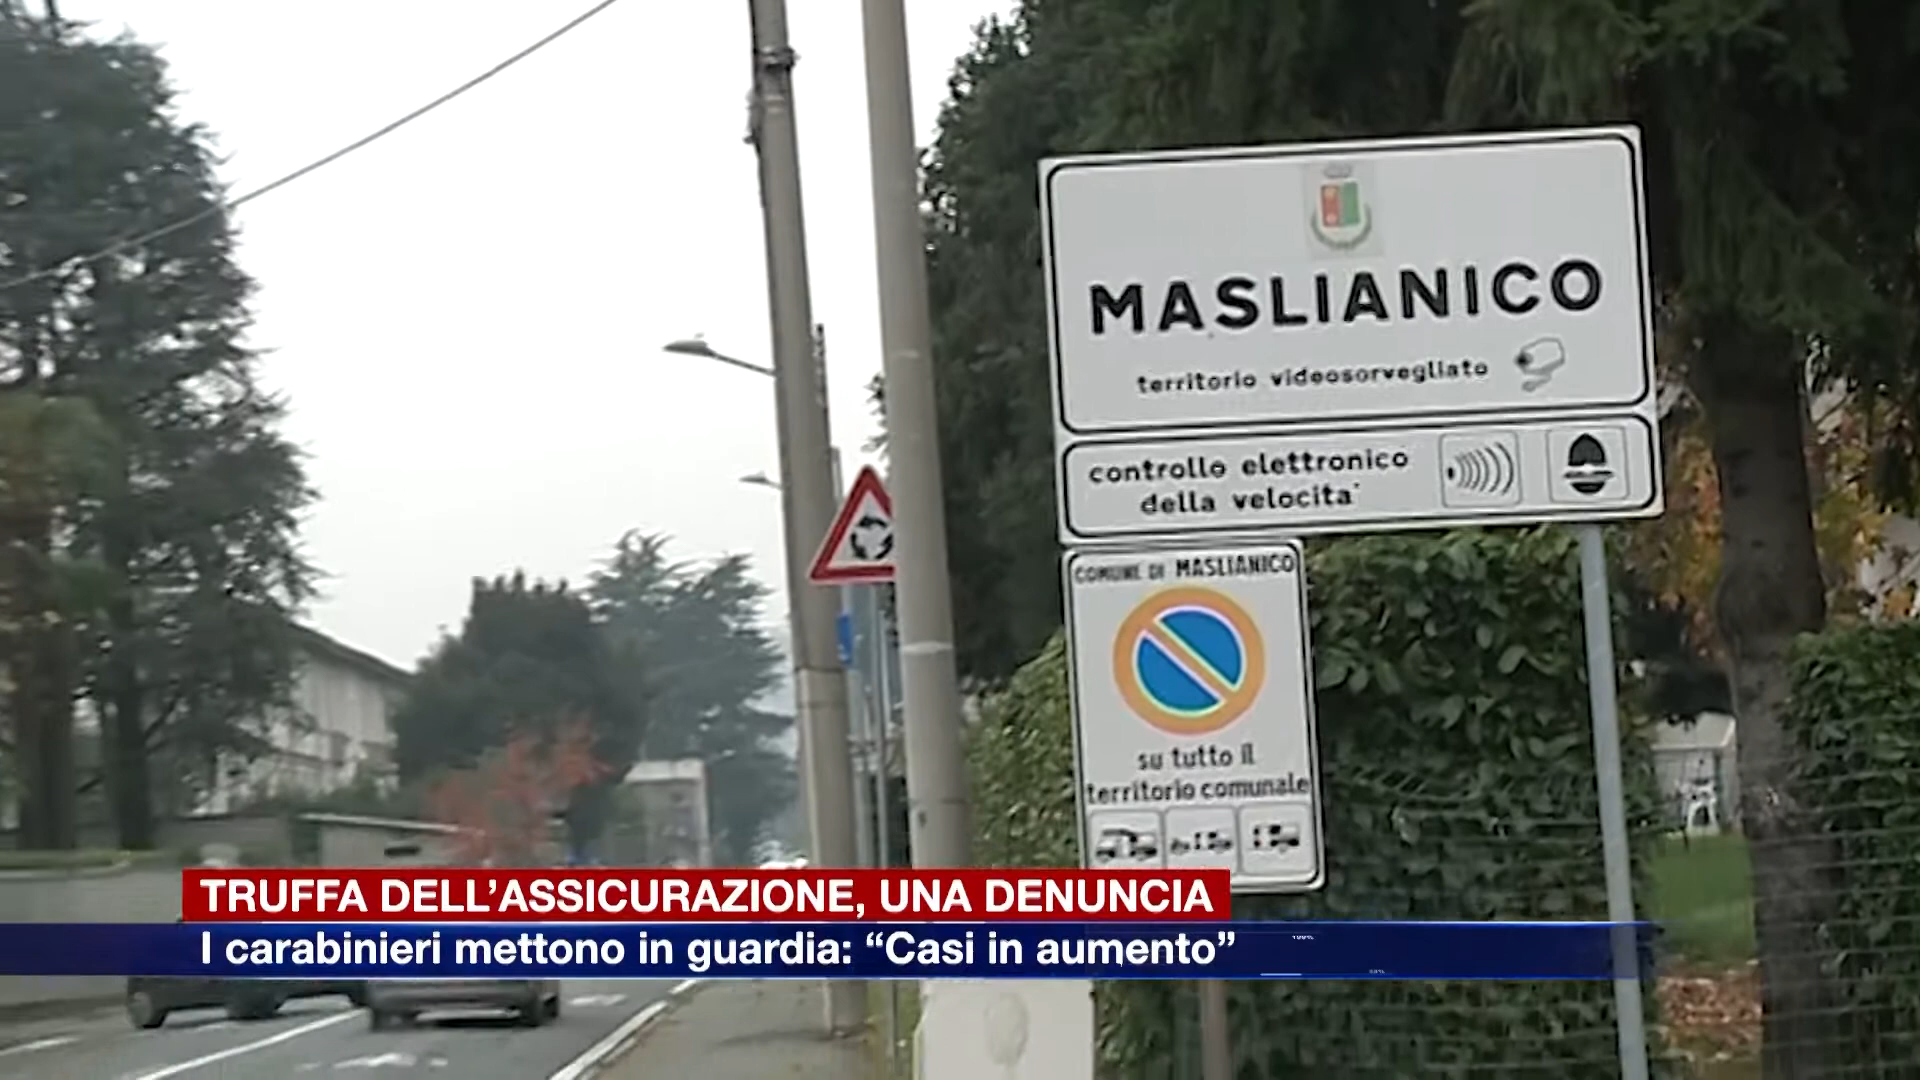 MASLIANICO
territorio videosorvegliato
controllo elettronico
della velocita'
COMUNE DI MASLIANICO
su tutto il
territorio comunale
TRUFFA DELL’ASSICURAZIONE, UNA DENUNCIA
I carabinieri mettono in guardia: “Casi in aumento”